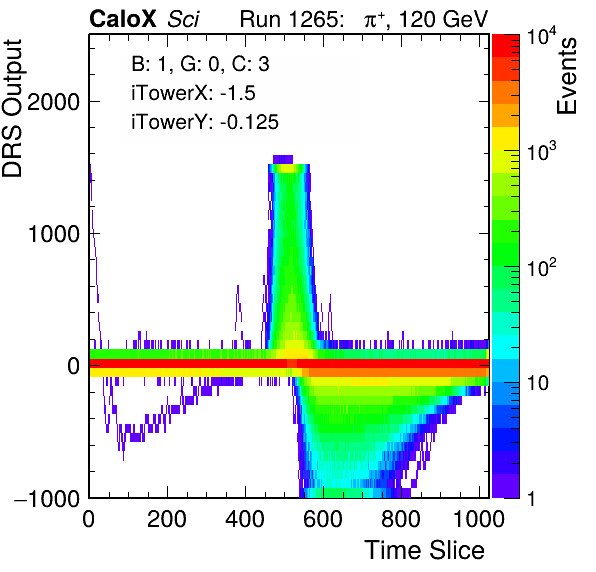 CaloX Sci Run 1265: π⁺, 120 GeV
B: 1, G: 0, C: 3
iTowerX: -1.5
iTowerY: -0.125
DRS Output
2000
1000
0
−1000
0 200 400 600 800 1000
Time Slice
Events
10⁴
10³
10²
10
1